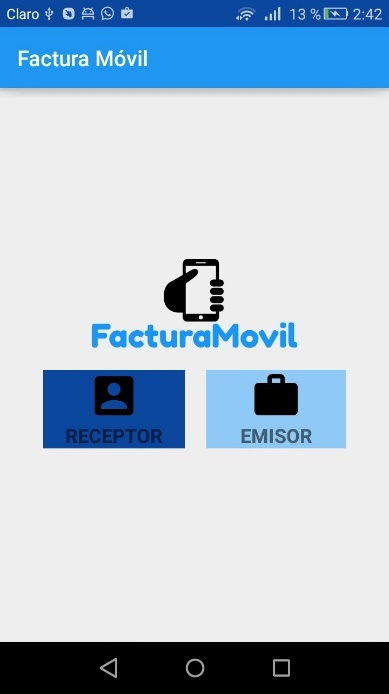 Claro 13 % 2:42
Factura Móvil
FacturaMovil
RECEPTOR EMISOR